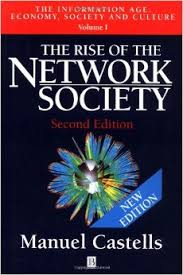 THE INFORMATION AGE:
ECONOMY, SOCIETY AND CULTURE
Volume I
THE RISE OF THE
NETWORK
SOCIETY
Second Edition
NEW
EDITION
Manuel Castells